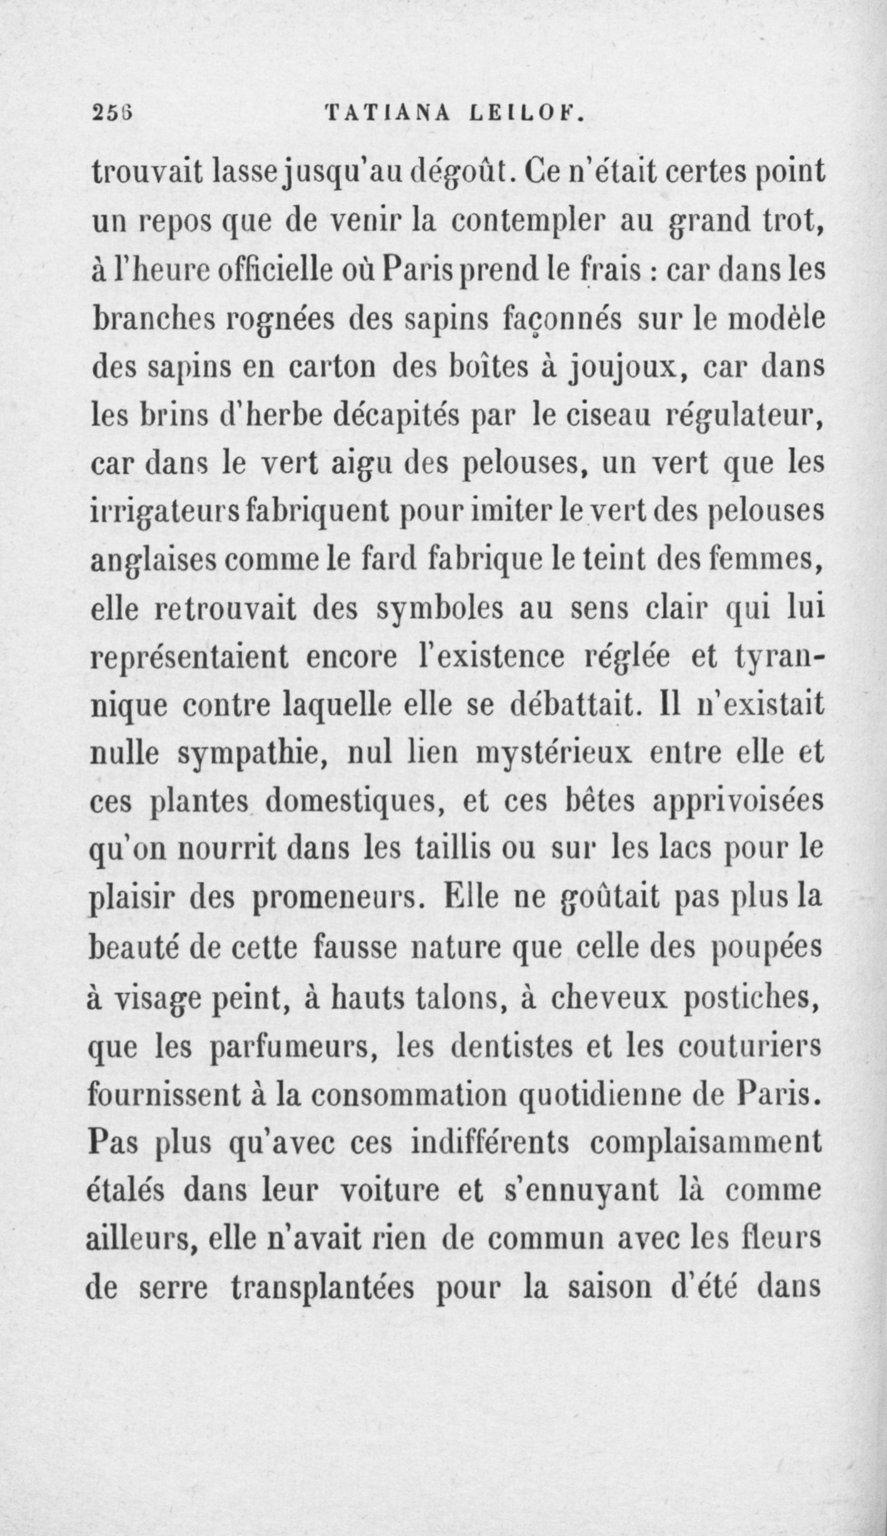 256 TATIANA LEILOF.
trouvait lasse jusqu'au dégoût. Ce n'était certes point
un repos que de venir la contempler au grand trot,
à l'heure officielle où Paris prend le frais : car dans les
branches rognées des sapins façonnés sur le modèle
des sapins en carton des boîtes à joujoux, car dans
les brins d'herbe décapités par le ciseau régulateur,
car dans le vert aigu des pelouses, un vert que les
irrigateurs fabriquent pour imiter le vert des pelouses
anglaises comme le fard fabrique le teint des femmes,
elle retrouvait des symboles au sens clair qui lui
représentaient encore l'existence réglée et tyran-
nique contre laquelle elle se débattait. Il n'existait
nulle sympathie, nul lien mystérieux entre elle et
ces plantes domestiques, et ces bêtes apprivoisées
qu'on nourrit dans les taillis ou sur les lacs pour le
plaisir des promeneurs. Elle ne goûtait pas plus la
beauté de cette fausse nature que celle des poupées
à visage peint, à hauts talons, à cheveux postiches,
que les parfumeurs, les dentistes et les couturiers
fournissent à la consommation quotidienne de Paris.
Pas plus qu'avec ces indifférents complaisamment
étalés dans leur voiture et s'ennuyant là comme
ailleurs, elle n'avait rien de commun avec les fleurs
de serre transplantées pour la saison d'été dans